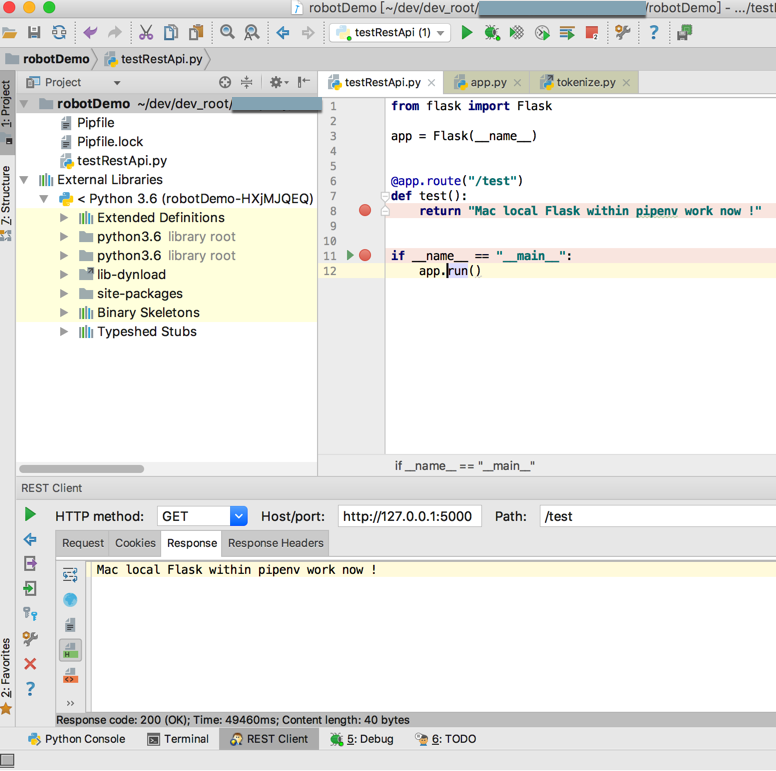 robotDemo [~/dev/dev_root/ /robotDemo] - .../test
testRestApi (1)
robotDemo testRestApi.py
Project
testRestApi.py app.py tokenize.py
1: Project
7: Structure
2: Favorites
robotDemo ~/dev/dev_root/
Pipfile
Pipfile.lock
testRestApi.py
External Libraries
< Python 3.6 (robotDemo-HXjMJQEQ)
Extended Definitions
python3.6 library root
python3.6 library root
lib-dynload
site-packages
Binary Skeletons
Typeshed Stubs
1 from flask import Flask
2
3 app = Flask(__name__)
4
5
6 @app.route("/test")
7 def test():
8 return "Mac local Flask within pipenv work now !"
9
10
11 if __name__ == "__main__":
12 app.run()
if __name__ == "__main__"
REST Client
HTTP method: GET Host/port: http://127.0.0.1:5000 Path: /test
Request Cookies Response Response Headers
Mac local Flask within pipenv work now !
Response code: 200 (OK); Time: 49460ms; Content length: 40 bytes
Python Console Terminal REST Client 5: Debug 6: TODO